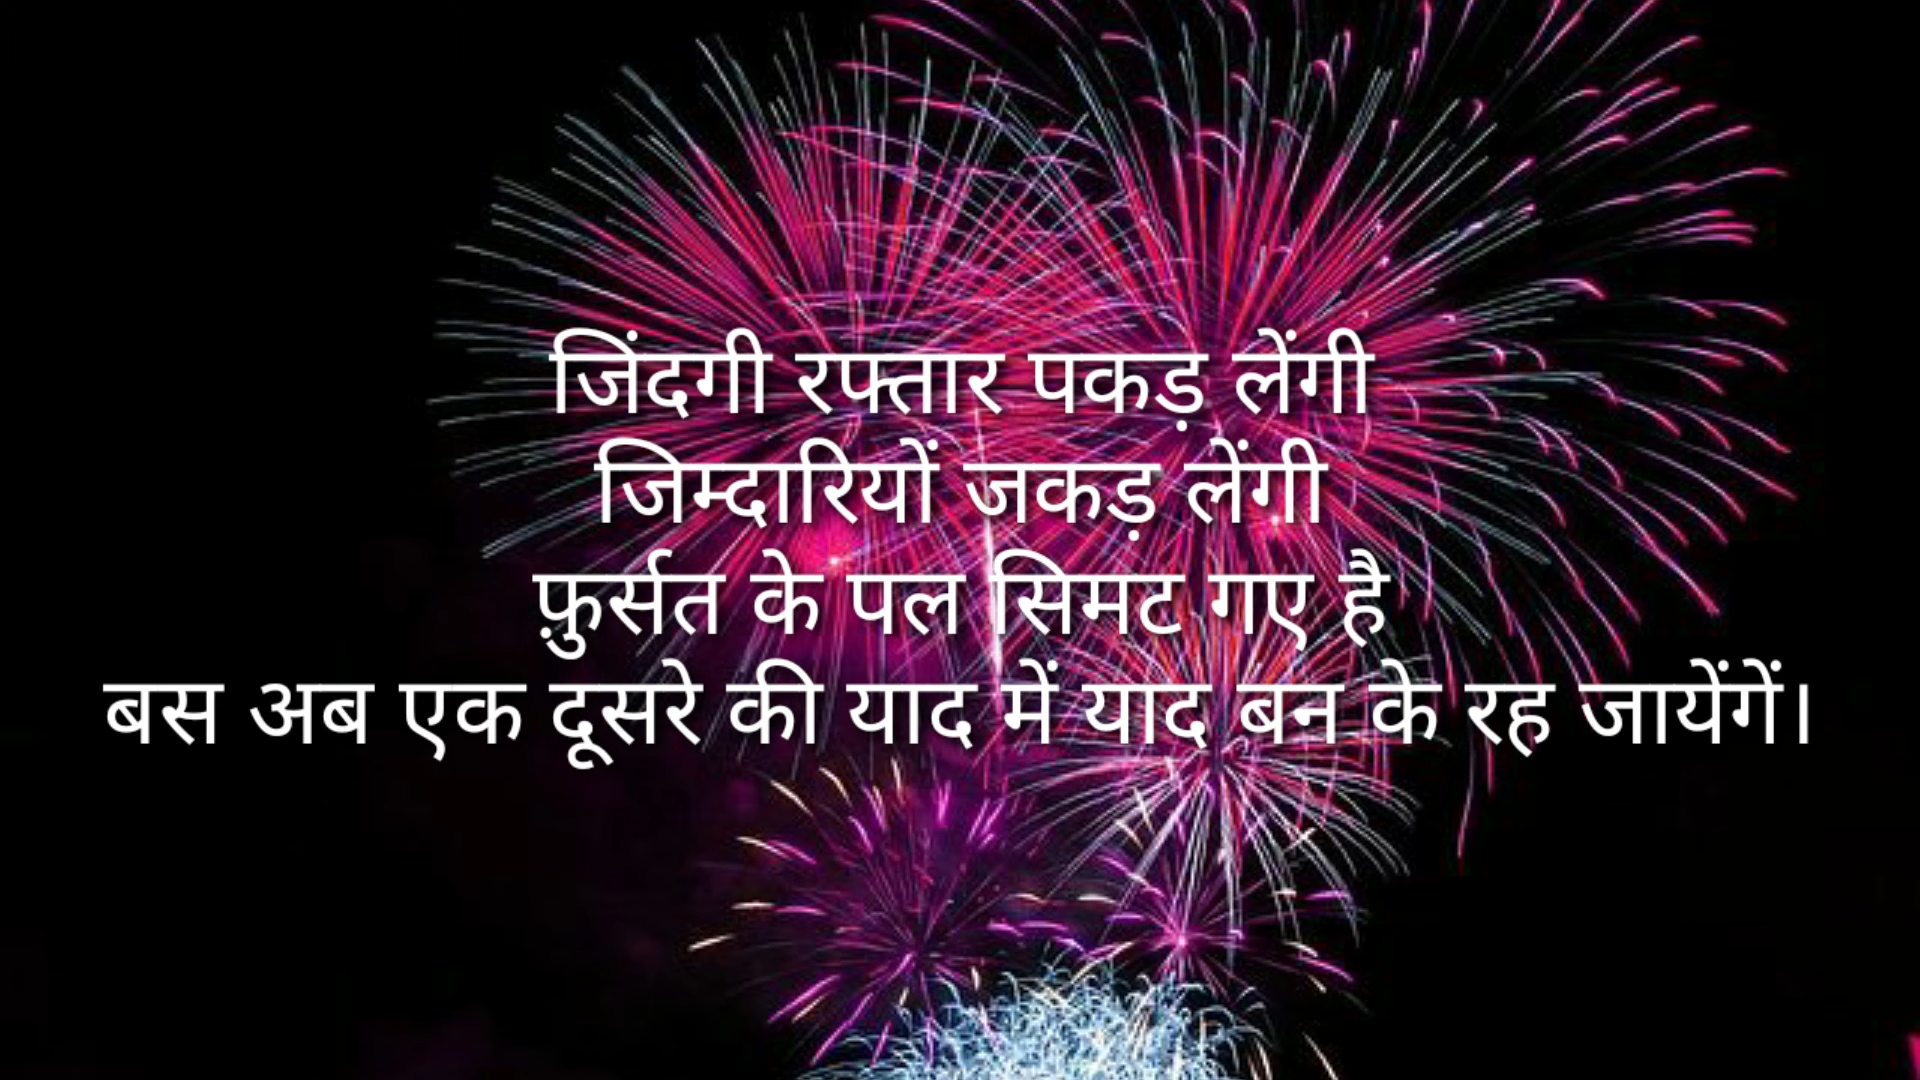 जिंदगी रफ्तार पकड़ लेंगी
जिम्दारियों जकड़ लेंगी
फ़ुर्सत के पल सिमट गए है
बस अब एक दूसरे की याद में याद बन के रह जायेंगें।